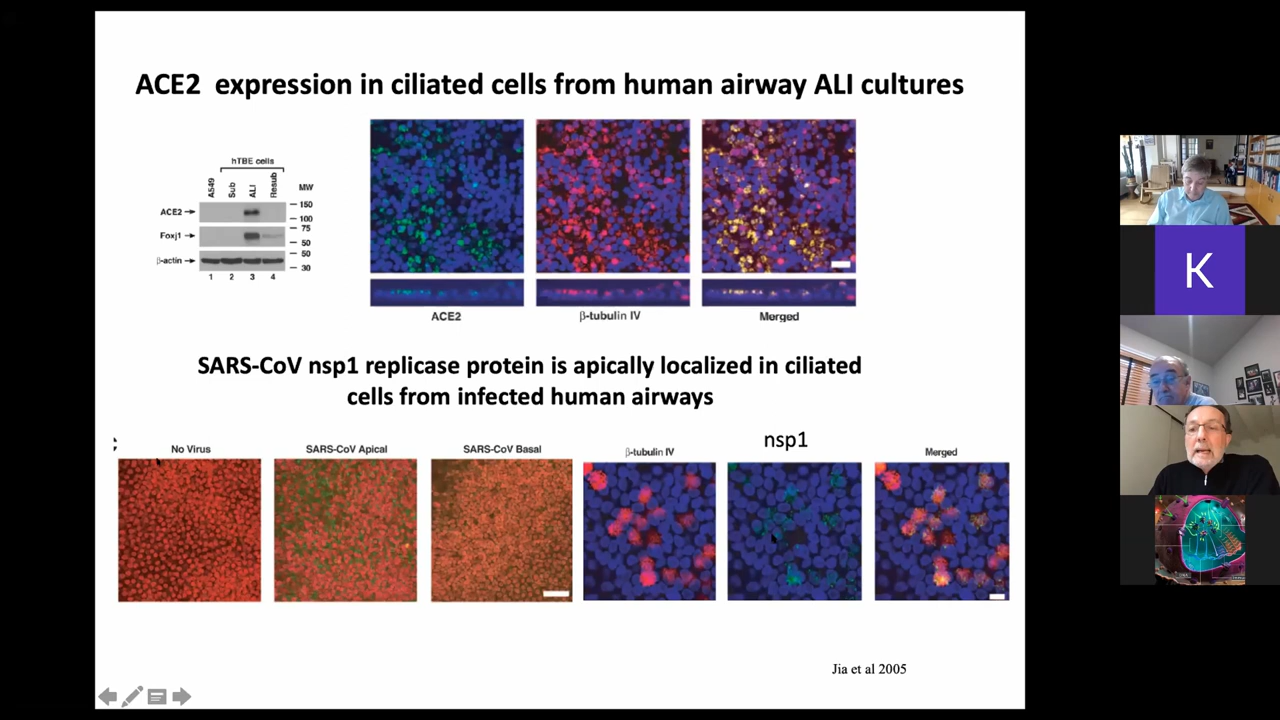 ACE2 expression in ciliated cells from human airway ALI cultures
hTBE cells
A549 Sub ALI Resub MW
150
ACE2
100
75
Foxj1
50
50
β-actin
30
1 2 3 4
ACE2 β-tubulin IV Merged
SARS-CoV nsp1 replicase protein is apically localized in ciliated
cells from infected human airways
nsp1
No Virus SARS-CoV Apical SARS-CoV Basal β-tubulin IV Merged
Jia et al 2005
K